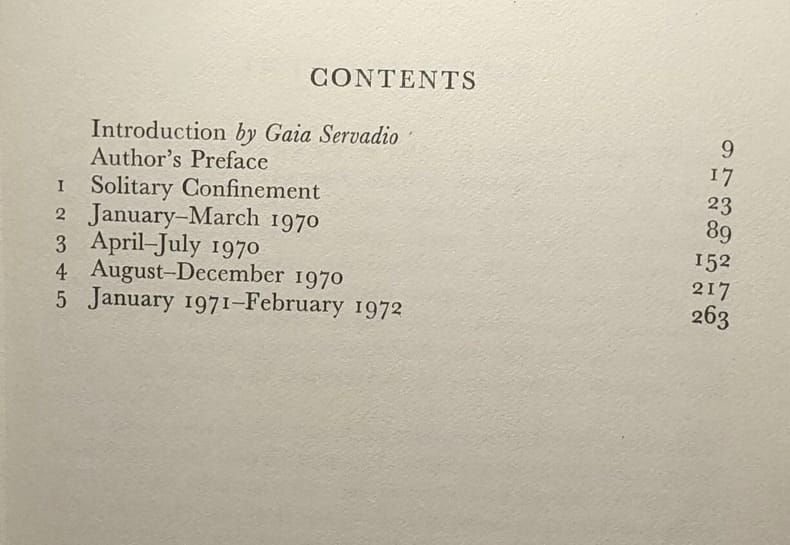 CONTENTS
Introduction by Gaia Servadio 9
Author's Preface 17
1 Solitary Confinement 23
2 January–March 1970 89
3 April–July 1970 152
4 August–December 1970 217
5 January 1971–February 1972 263